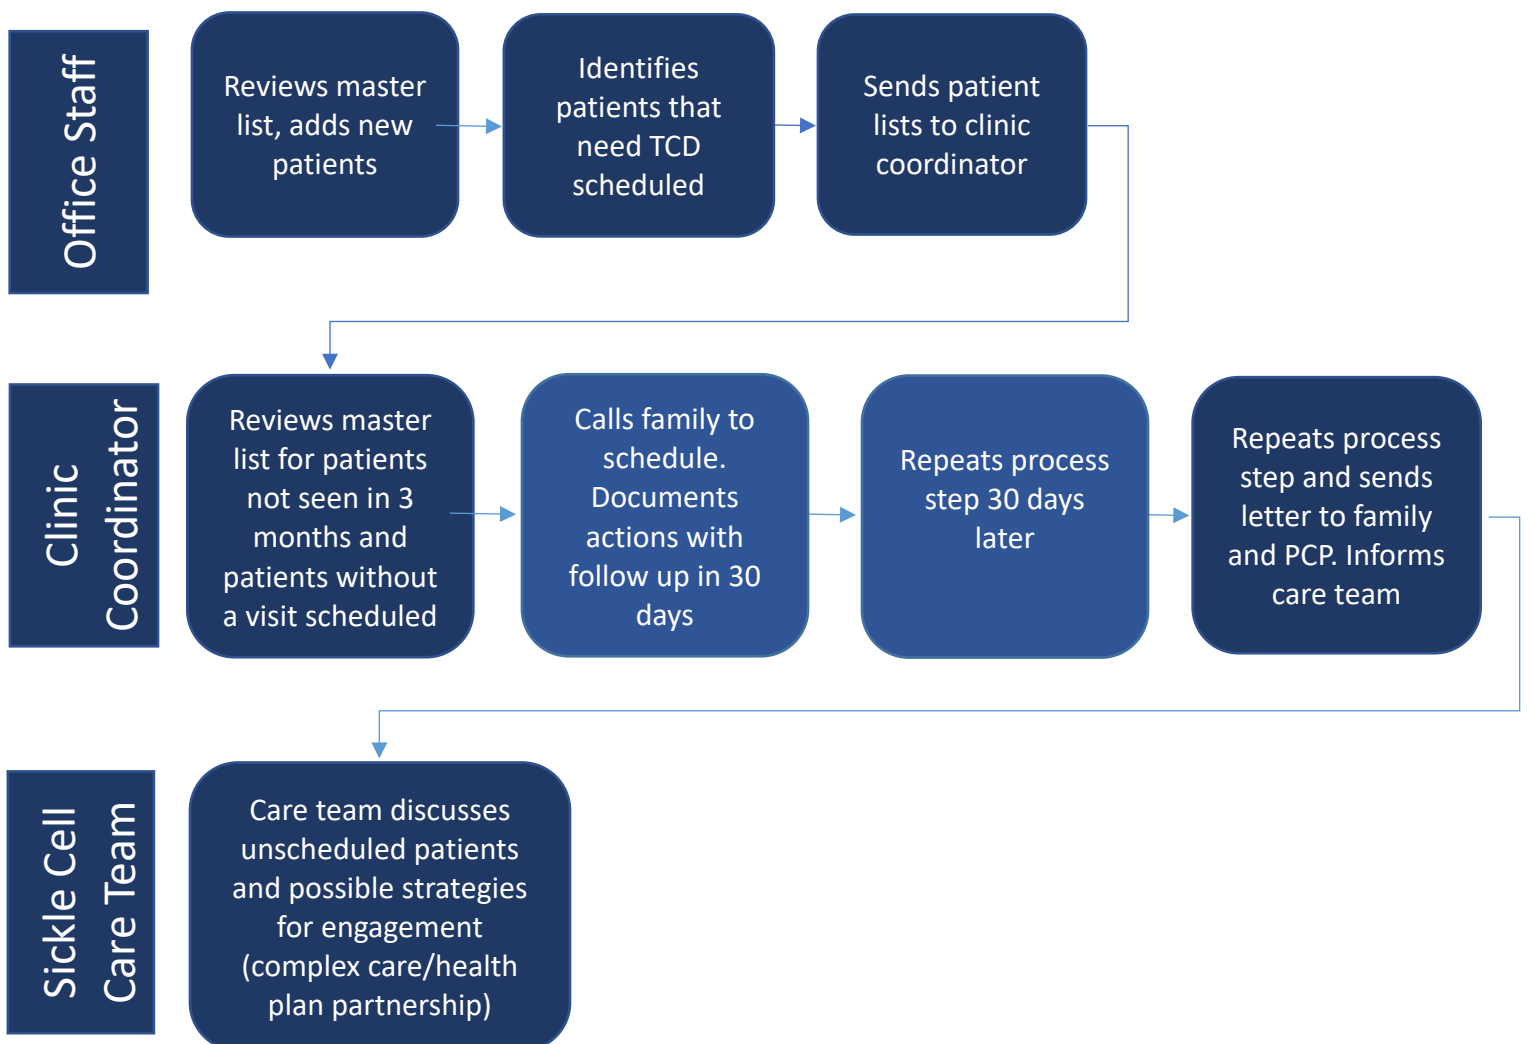 Office Staff
Reviews master
list, adds new
patients
Identifies
patients that
need TCD
scheduled
Sends patient
lists to clinic
coordinator
Clinic
Coordinator
Reviews master
list for patients
not seen in 3
months and
patients without
a visit scheduled
Calls family to
schedule.
Documents
actions with
follow up in 30
days
Repeats process
step 30 days
later
Repeats process
step and sends
letter to family
and PCP. Informs
care team
Sickle Cell
Care Team
Care team discusses
unscheduled patients
and possible strategies
for engagement
(complex care/health
plan partnership)